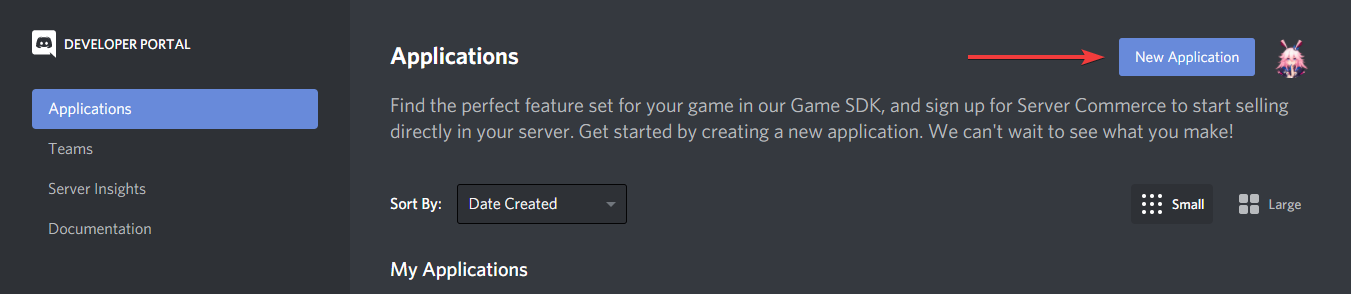 DEVELOPER PORTAL
Applications
Teams
Server Insights
Documentation
Applications
New Application
Find the perfect feature set for your game in our Game SDK, and sign up for Server Commerce to start selling
directly in your server. Get started by creating a new application. We can't wait to see what you make!
Sort By: Date Created
Small Large
My Applications